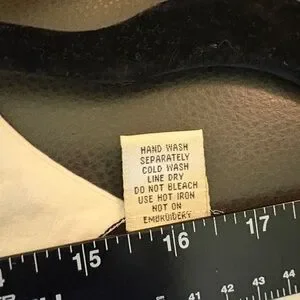 HAND WASH
SEPARATELY
COLD WASH
LINE DRY
DO NOT BLEACH
USE HOT IRON
NOT ON
EMBROIDERY
15
16
17
41
42
43
44